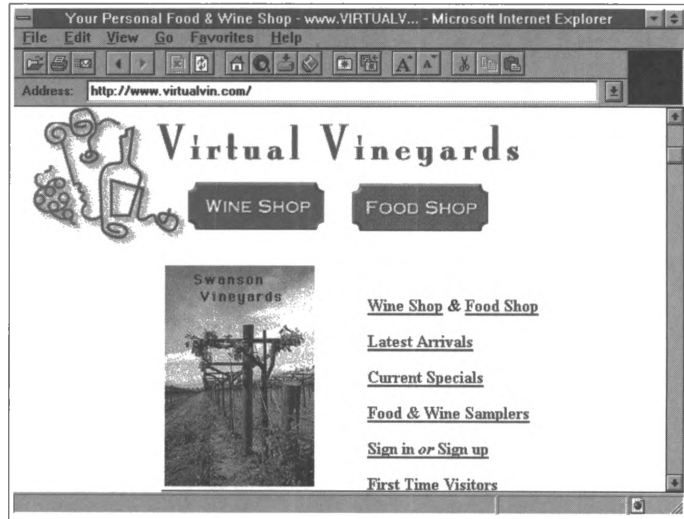 Your Personal Food & Wine Shop - www.VIRTUALV... - Microsoft Internet Explorer
File Edit View Go Favorites Help
Address: http://www.virtualvin.com/
Virtual Vineyards
WINE SHOP FOOD SHOP
Swanson
Vineyards
Wine Shop & Food Shop
Latest Arrivals
Current Specials
Food & Wine Samplers
Sign in or Sign up
First Time Visitors